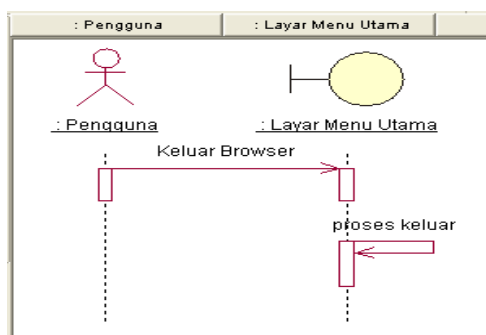 : Pengguna
: Layar Menu Utama
: Pengguna
: Layar Menu Utama
Keluar Browser
proses keluar